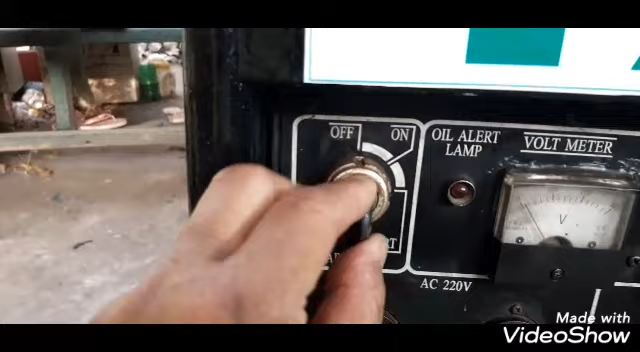 OFF
ON
OIL ALERT
LAMP
VOLT METER
V
AC 220V
Made with
VideoShow